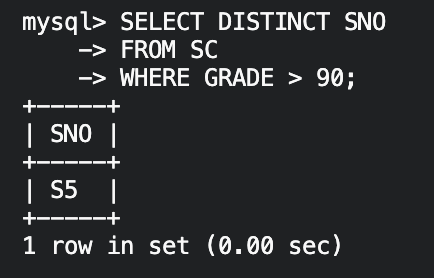 mysql> SELECT DISTINCT SNO
    -> FROM SC
    -> WHERE GRADE > 90;
+-----+
| SNO |
+-----+
| S5  |
+-----+
1 row in set (0.00 sec)